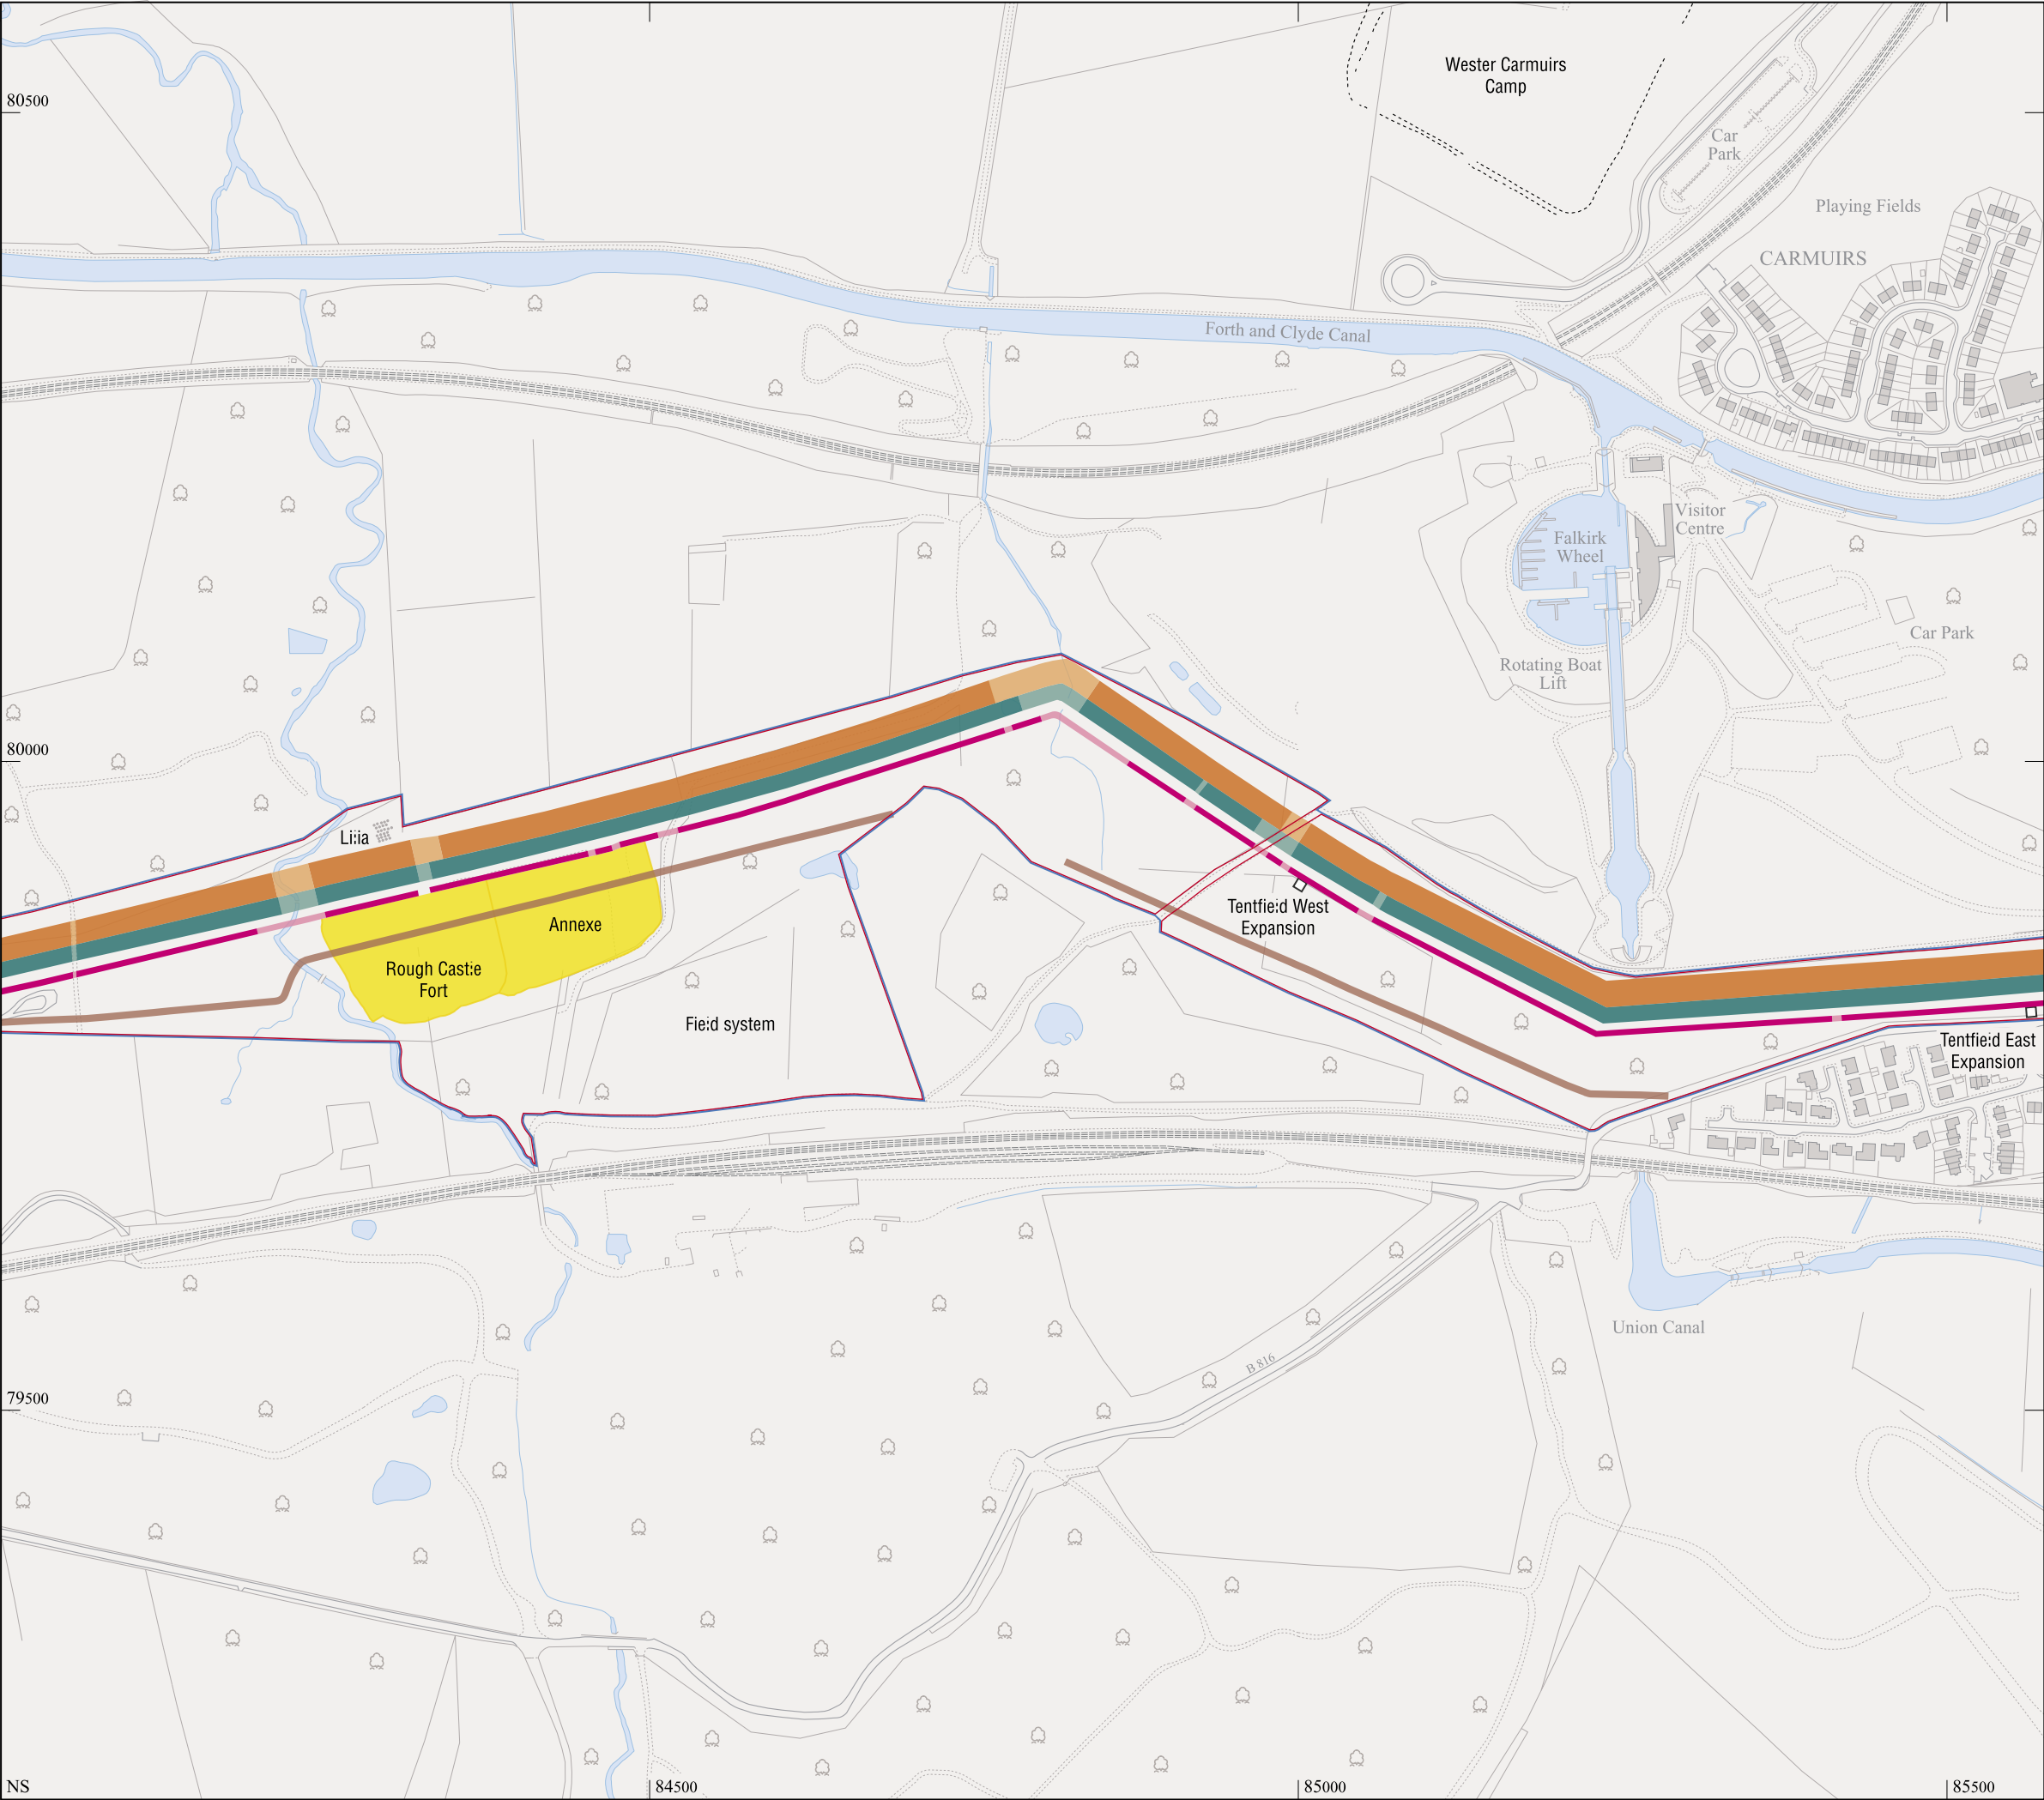 Wester Carmuirs
Camp
80500
Car
Park
Playing Fields
CARMUIRS
Forth and Clyde Canal
Visitor
Centre
Falkirk
Wheel
Car Park
Rotating Boat
Lift
80000
Lilia
Tentfield West
Expansion
Annexe
Rough Castle
Fort
Field system
Tentfield East
Expansion
Union Canal
B 816
79500
NS
84500
85000
85500